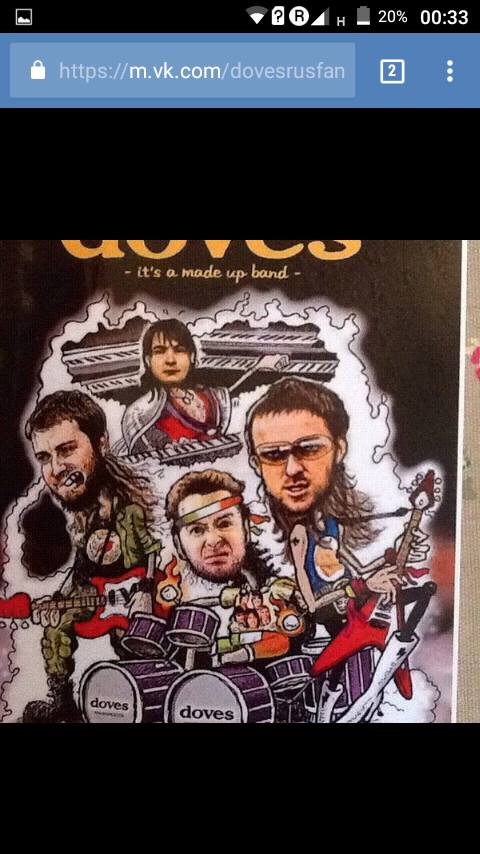 R
H
20%
00:33
https://m.vk.com/dovesrusfan
2
doves
- it's a made up band -
doves
doves